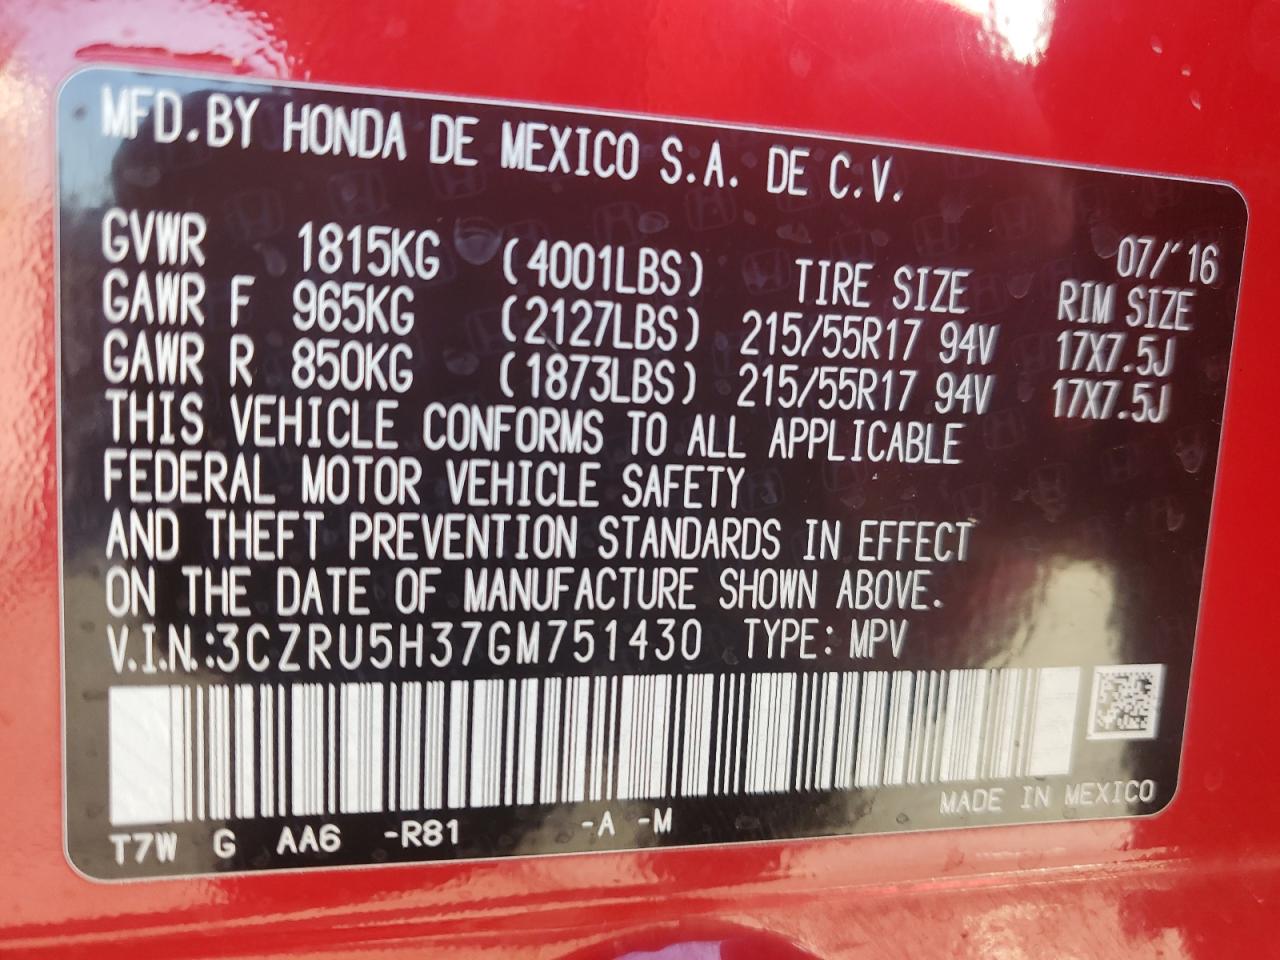 MFD.BY HONDA DE MEXICO S.A. DE C.V.
07/'16
GVWR 1815KG (4001LBS) TIRE SIZE RIM SIZE
GAWR F 965KG (2127LBS) 215/55R17 94V 17X7.5J
GAWR R 850KG (1873LBS) 215/55R17 94V 17X7.5J
THIS VEHICLE CONFORMS TO ALL APPLICABLE
FEDERAL MOTOR VEHICLE SAFETY
AND THEFT PREVENTION STANDARDS IN EFFECT
ON THE DATE OF MANUFACTURE SHOWN ABOVE.
V.I.N.:3CZRU5H37GM751430 TYPE: MPV
MADE IN MEXICO
T7W G AA6 -R81 -A -M